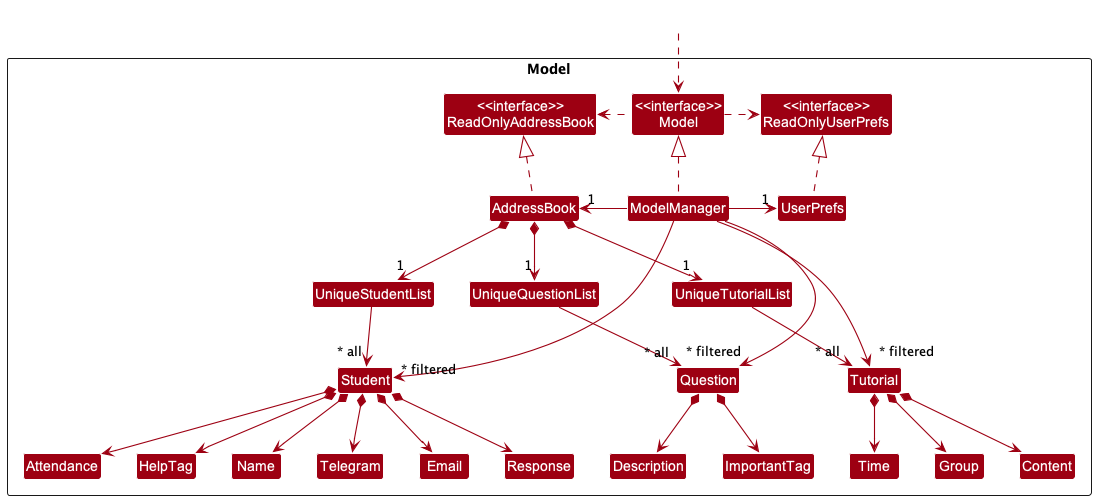 Model
<<interface>>
ReadOnlyAddressBook
<<interface>>
Model
<<interface>>
ReadOnlyUserPrefs
AddressBook
1
ModelManager
1
UserPrefs
1
1
1
UniqueStudentList
UniqueQuestionList
UniqueTutorialList
* all
* filtered
* all
* filtered
* all
* filtered
Student
Question
Tutorial
Attendance
HelpTag
Name
Telegram
Email
Response
Description
ImportantTag
Time
Group
Content